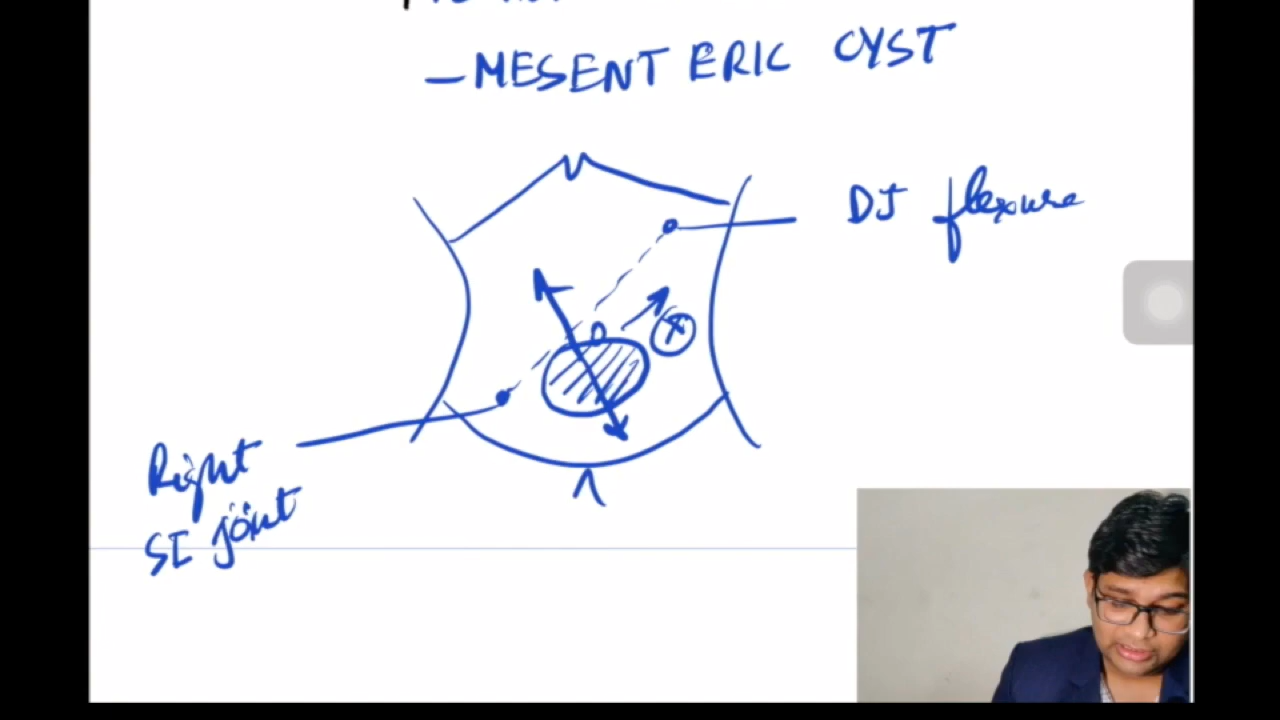 – MESENTERIC CYST
DJ flexure
X
Right
SI joint